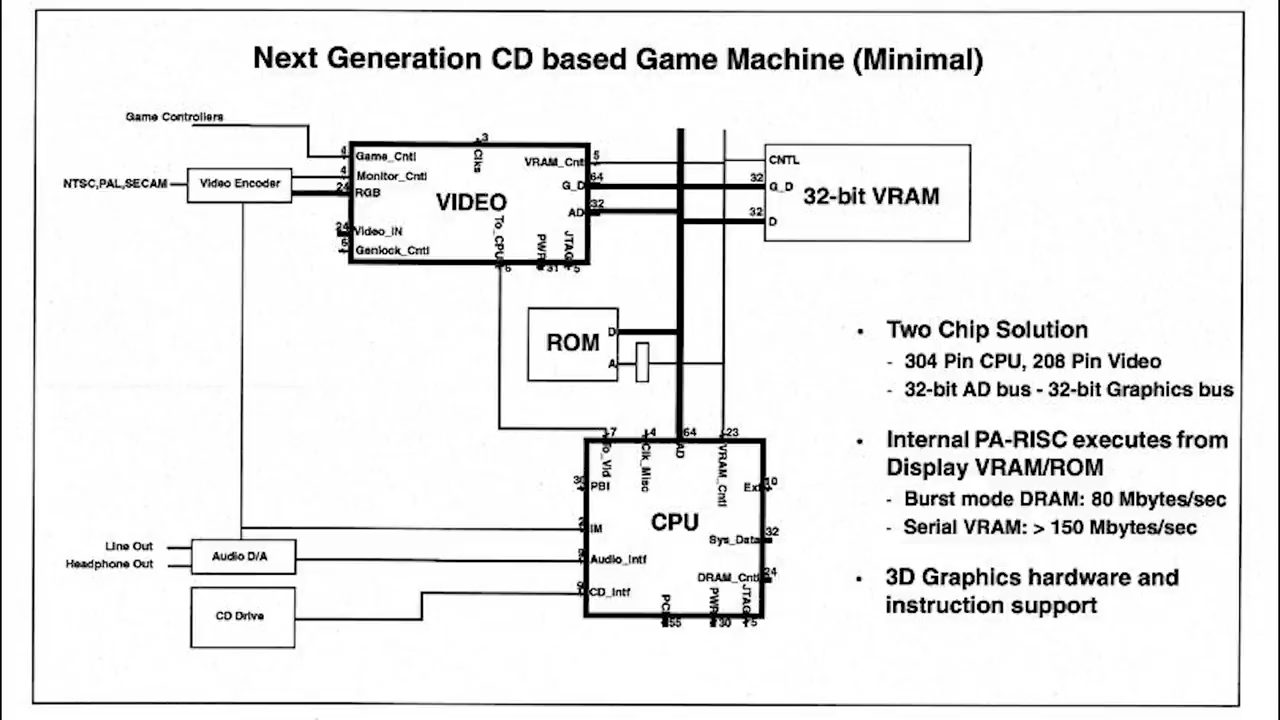 Next Generation CD based Game Machine (Minimal)
Game Controllers
NTSC,PAL,SECAM
Video Encoder
4
4
24
24
5
Game_Cntl
Monitor_Cntl
RGB
Video_IN
Genlock_Cntl
3
Clks
VIDEO
To_CPU
6
PWR
31
JTAG
5
VRAM_Cntl
G_D
AD
5
64
32
CNTL
32
G_D
32
D
32-bit VRAM
ROM
D
A
7
4
64
23
To_Vid
Clk_Misc
AD
VRAM_Cntl
PBI
2
IM
9
Audio_Intf
9
CD_Intf
CPU
Ext
10
Sys_Data
32
DRAM_Cntl
24
PCI
55
PWR
30
JTAG
5
Line Out
Headphone Out
Audio D/A
CD Drive
• Two Chip Solution
- 304 Pin CPU, 208 Pin Video
- 32-bit AD bus - 32-bit Graphics bus
• Internal PA-RISC executes from
Display VRAM/ROM
- Burst mode DRAM: 80 Mbytes/sec
- Serial VRAM: > 150 Mbytes/sec
• 3D Graphics hardware and
instruction support